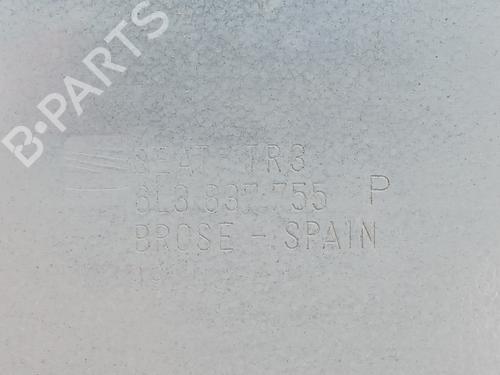 B-PARTS
SEAT TR3
6L3 837 755 P
BROSE - SPAIN